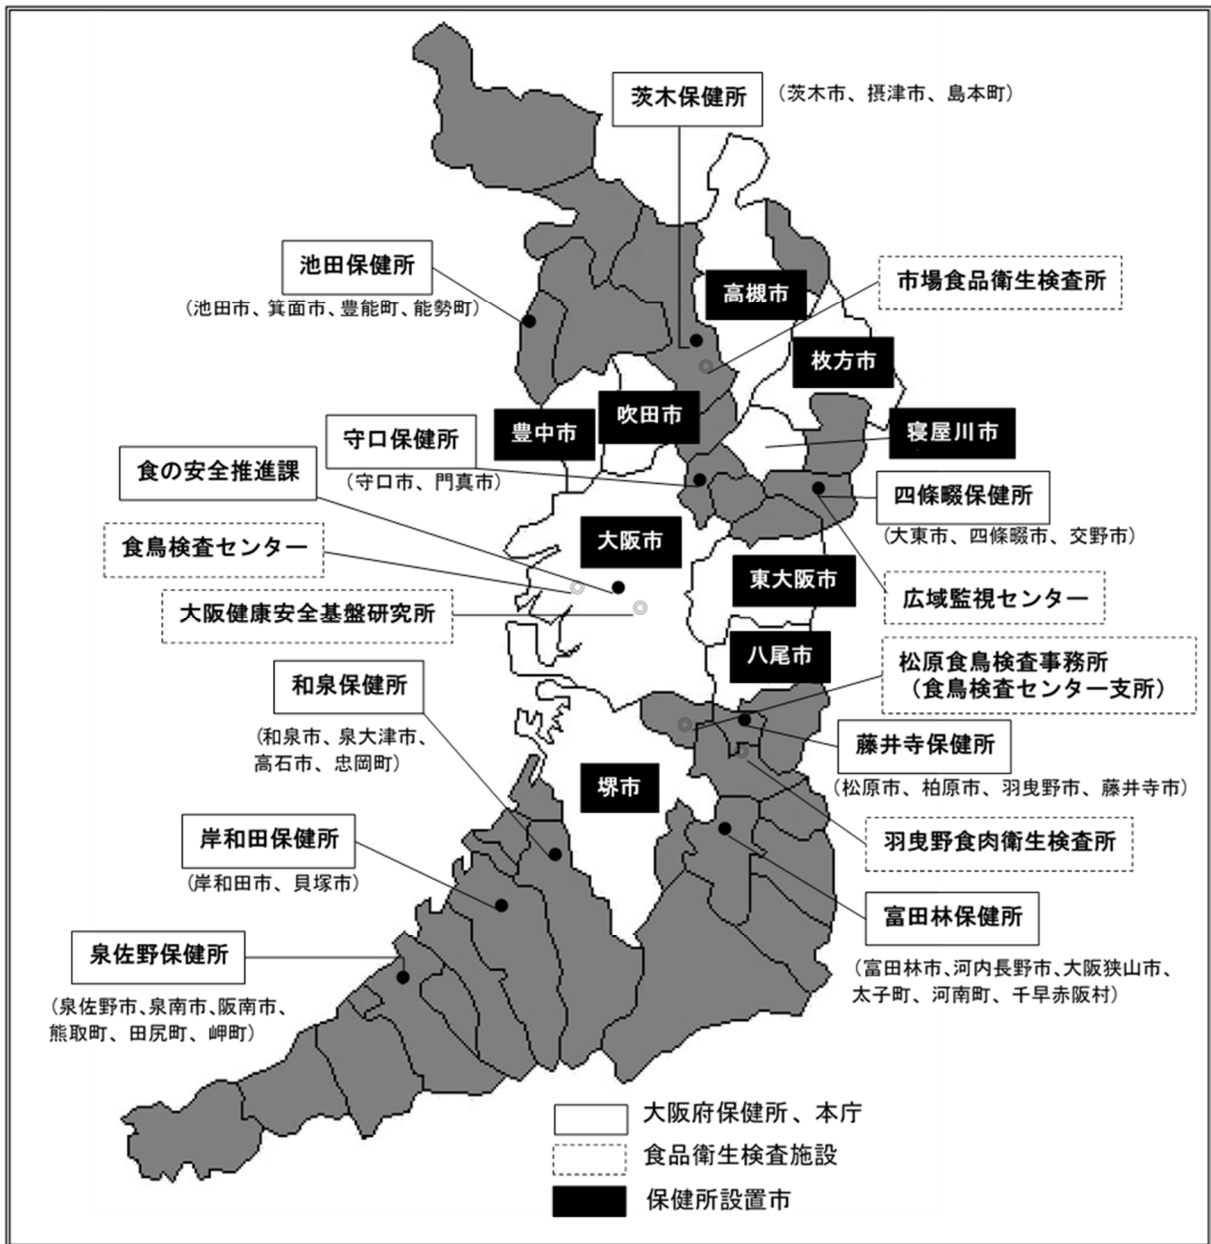 茨木保健所
（茨木市、摂津市、島本町）
池田保健所
（池田市、箕面市、豊能町、能勢町）
市場食品衛生検査所
高槻市
枚方市
吹田市
豊中市
寝屋川市
守口保健所
（守口市、門真市）
食の安全推進課
四條畷保健所
（大東市、四條畷市、交野市）
食鳥検査センター
大阪市
東大阪市
広域監視センター
大阪健康安全基盤研究所
八尾市
松原食鳥検査事務所
（食鳥検査センター支所）
和泉保健所
（和泉市、泉大津市、
高石市、忠岡町）
藤井寺保健所
（松原市、柏原市、羽曳野市、藤井寺市）
堺市
羽曳野食肉衛生検査所
岸和田保健所
（岸和田市、貝塚市）
富田林保健所
（富田林市、河内長野市、大阪狭山市、
太子町、河南町、千早赤阪村）
泉佐野保健所
（泉佐野市、泉南市、阪南市、
熊取町、田尻町、岬町）
大阪府保健所、本庁
食品衛生検査施設
保健所設置市